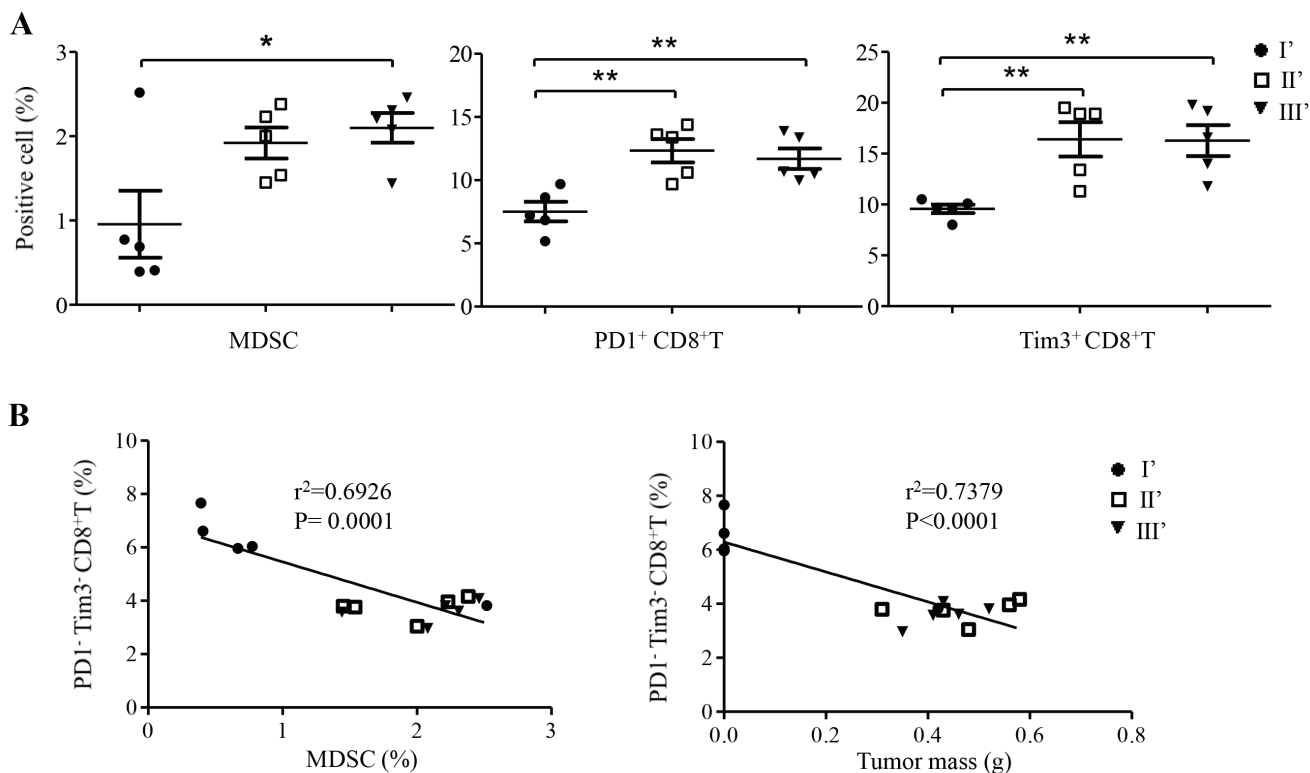 A
* ** ** ** **
Positive cell (%)
3
2
1
0
MDSC
20
15
10
5
0
PD1⁺ CD8⁺T
25
20
15
10
5
0
Tim3⁺ CD8⁺T
I’
II’
III’
B
PD1⁻ Tim3⁻ CD8⁺T (%)
10
8
6
4
2
0
r²=0.6926
P= 0.0001
0 1 2 3
MDSC (%)
PD1⁻ Tim3⁻ CD8⁺T (%)
10
8
6
4
2
0
r²=0.7379
P<0.0001
0.0 0.2 0.4 0.6 0.8
Tumor mass (g)
I’
II’
III’